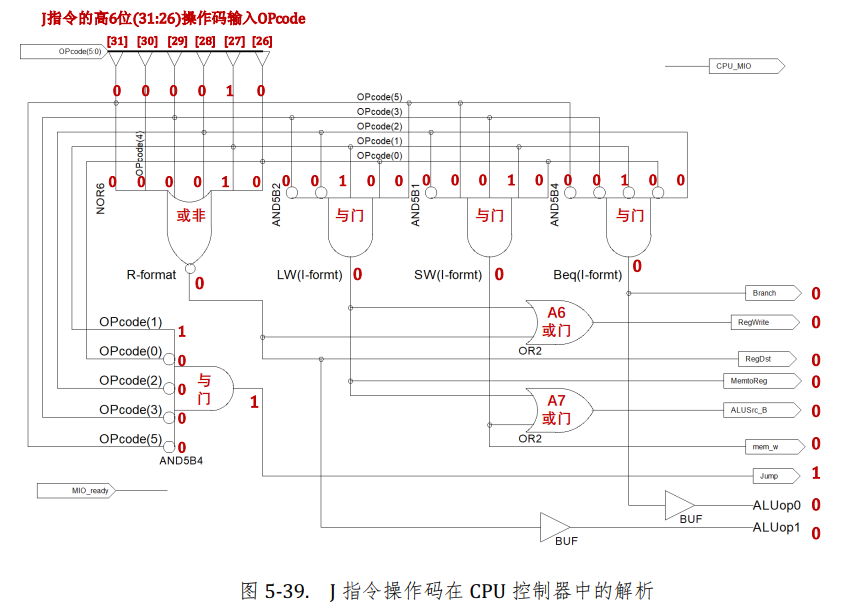 J指令的高6位(31:26)操作码输入OPcode
[31] [30] [29] [28] [27] [26]
OPcode(5:0)
CPU_MIO
0 0 0 0 1 0
OPcode(5)
OPcode(3)
OPcode(2)
OPcode(1)
OPcode(0)
OPcode(4)
NOR6
0 0 0 0 1 0
AND5B2
0 0 1 0 0
AND5B1
0 0 0 1 0
AND5B4
0 0 1 0 0
或非
与门
与门
与门
R-format
0
LW(I-formt)
0
SW(I-formt)
0
Beq(I-formt)
0
Branch
0
A6
或门
OR2
RegWrite
0
OPcode(1)
1
OPcode(0)
0
OPcode(2)
0
OPcode(3)
0
OPcode(5)
0
与
门
1
AND5B4
RegDst
0
MemtoReg
0
A7
或门
OR2
ALUSrc_B
0
mem_w
0
Jump
1
MIO_ready
BUF
ALUop0
0
BUF
ALUop1
0
图 5-39. J 指令操作码在 CPU 控制器中的解析